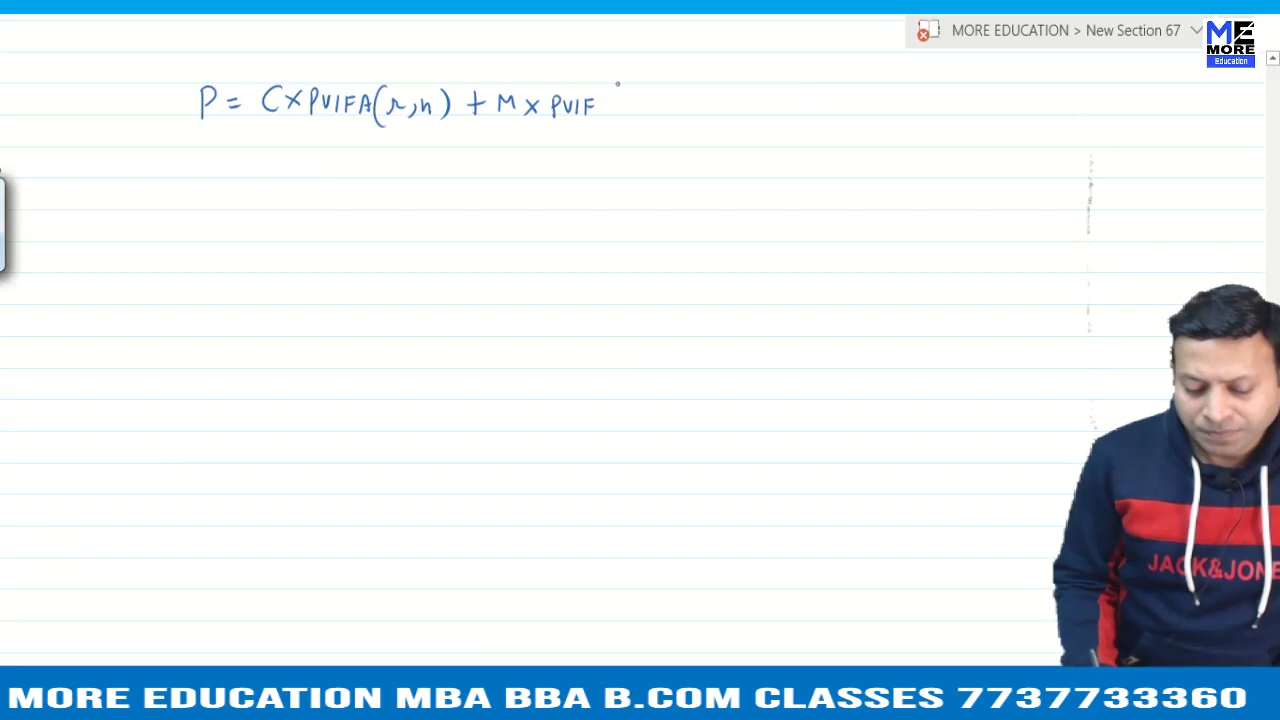 MORE EDUCATION > New Section 67
ME
MORE
Education
P = C×PVIFA(r,n) + M × PVIF
JACK&JONE
MORE EDUCATION MBA BBA B.COM CLASSES 7737733360